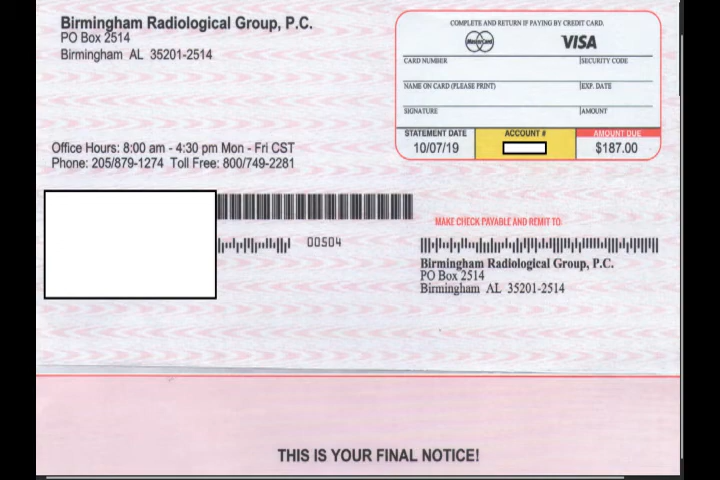 Birmingham Radiological Group, P.C.
PO Box 2514
Birmingham AL 35201-2514
COMPLETE AND RETURN IF PAYING BY CREDIT CARD.
MasterCard VISA
CARD NUMBER SECURITY CODE
NAME ON CARD (PLEASE PRINT) EXP. DATE
SIGNATURE AMOUNT
STATEMENT DATE ACCOUNT # AMOUNT DUE
10/07/19 $187.00
Office Hours: 8:00 am - 4:30 pm Mon - Fri CST
Phone: 205/879-1274 Toll Free: 800/749-2281
00504
MAKE CHECK PAYABLE AND REMIT TO:
Birmingham Radiological Group, P.C.
PO Box 2514
Birmingham AL 35201-2514
THIS IS YOUR FINAL NOTICE!